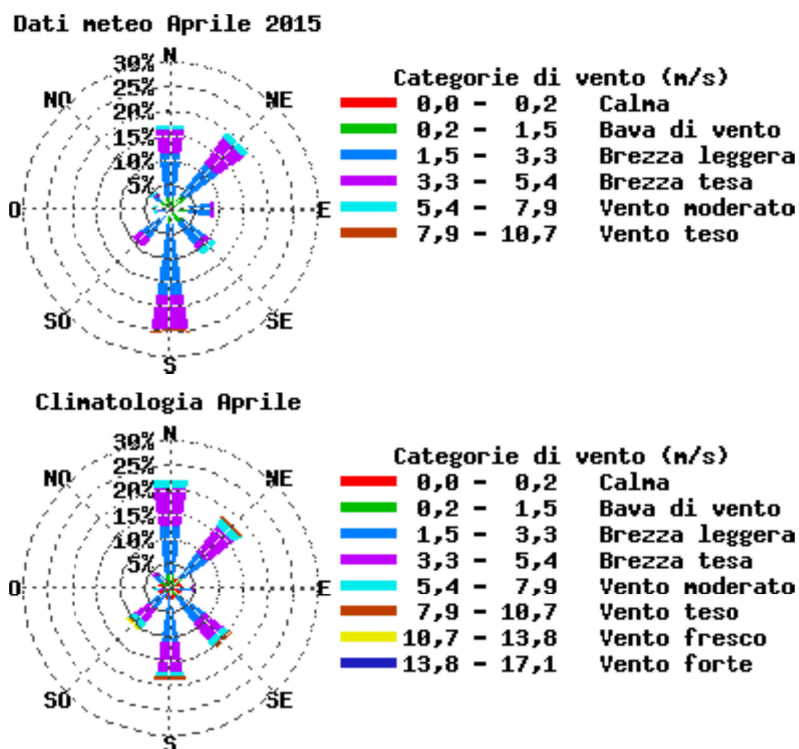 Dati meteo Aprile 2015
N
30%
25%
20%
15%
10%
5%
NO
NE
O
E
SO
SE
S
Categorie di vento (m/s)
0,0 - 0,2 Calma
0,2 - 1,5 Bava di vento
1,5 - 3,3 Brezza leggera
3,3 - 5,4 Brezza tesa
5,4 - 7,9 Vento moderato
7,9 - 10,7 Vento teso
Climatologia Aprile
N
30%
25%
20%
15%
10%
5%
NO
NE
O
E
SO
SE
S
Categorie di vento (m/s)
0,0 - 0,2 Calma
0,2 - 1,5 Bava di vento
1,5 - 3,3 Brezza leggera
3,3 - 5,4 Brezza tesa
5,4 - 7,9 Vento moderato
7,9 - 10,7 Vento teso
10,7 - 13,8 Vento fresco
13,8 - 17,1 Vento forte